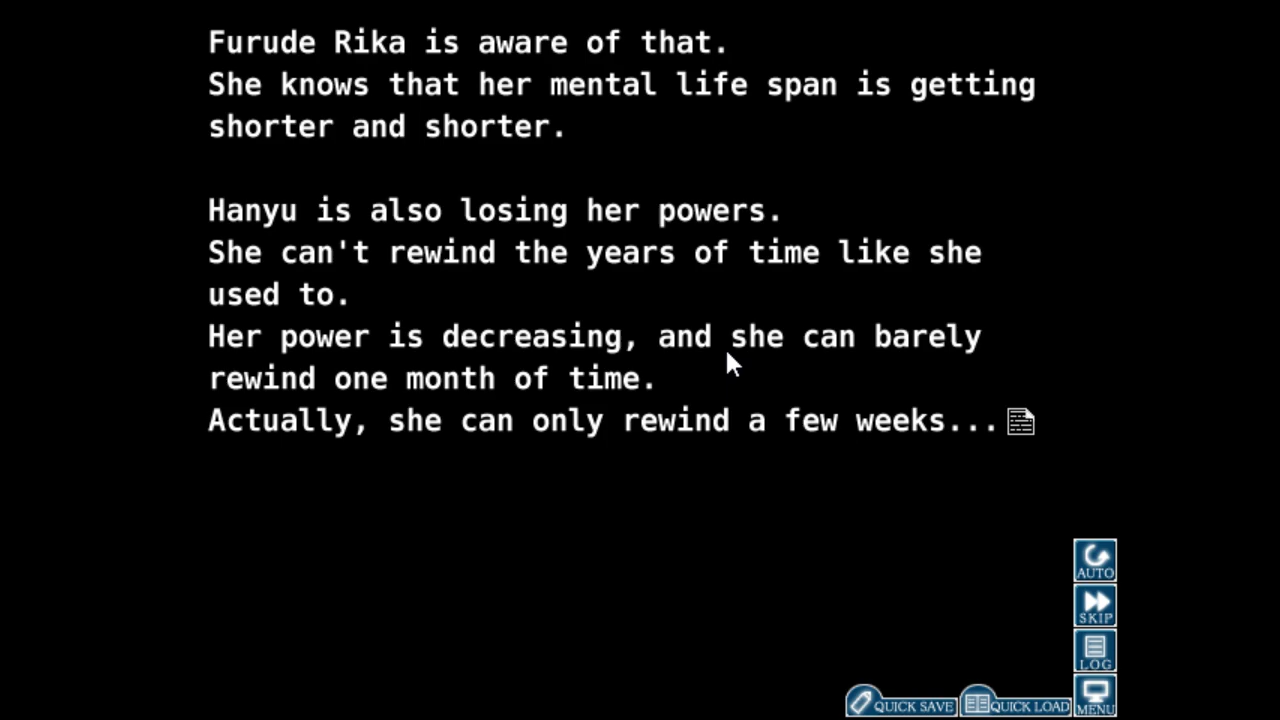 Furude Rika is aware of that.
She knows that her mental life span is getting
shorter and shorter.
Hanyu is also losing her powers.
She can't rewind the years of time like she
used to.
Her power is decreasing, and she can barely
rewind one month of time.
Actually, she can only rewind a few weeks...
AUTO
SKIP
LOG
QUICK SAVE
QUICK LOAD
MENU